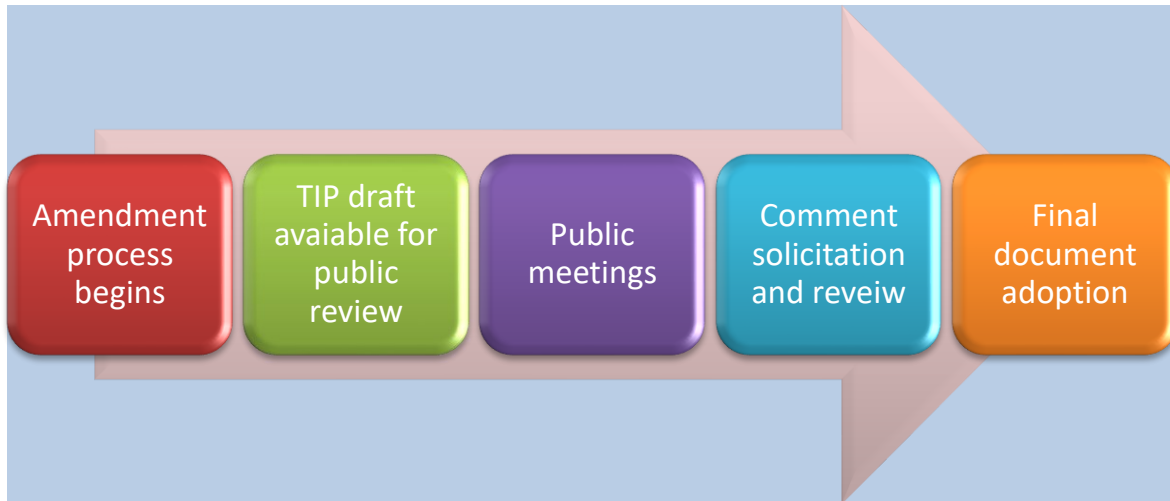 Amendment
process
begins
TIP draft
avaiable for
public
review
Public
meetings
Comment
solicitation
and reveiw
Final
document
adoption